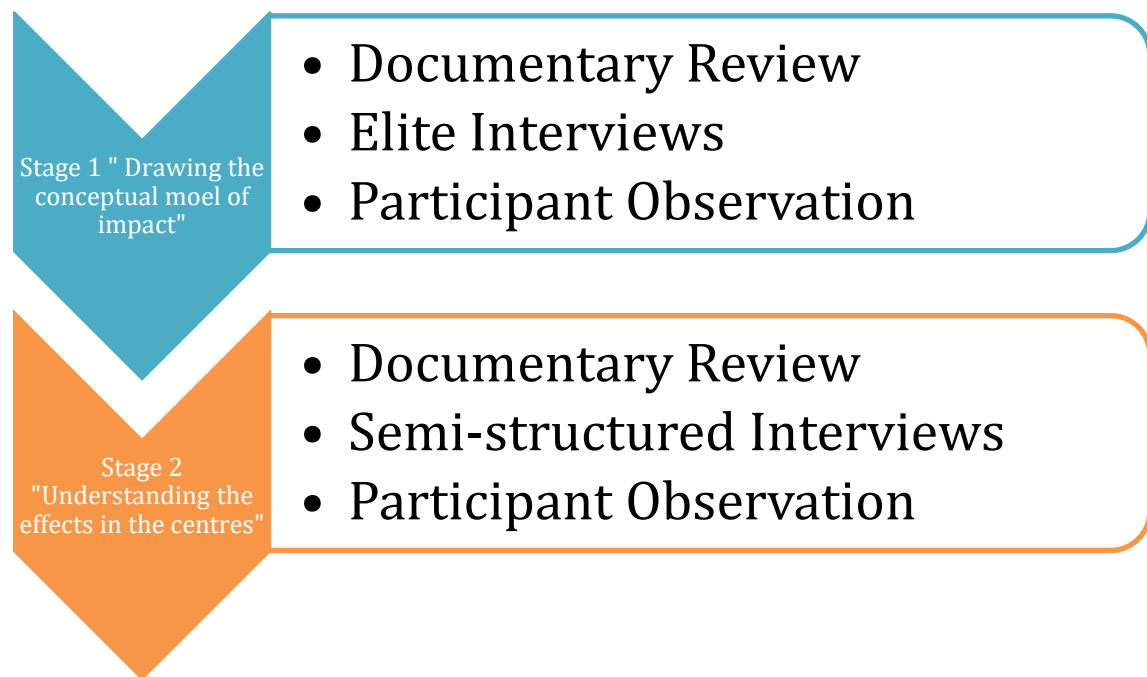 Stage 1 " Drawing the
conceptual moel of
impact"
• Documentary Review
• Elite Interviews
• Participant Observation
Stage 2
"Understanding the
effects in the centres"
• Documentary Review
• Semi-structured Interviews
• Participant Observation